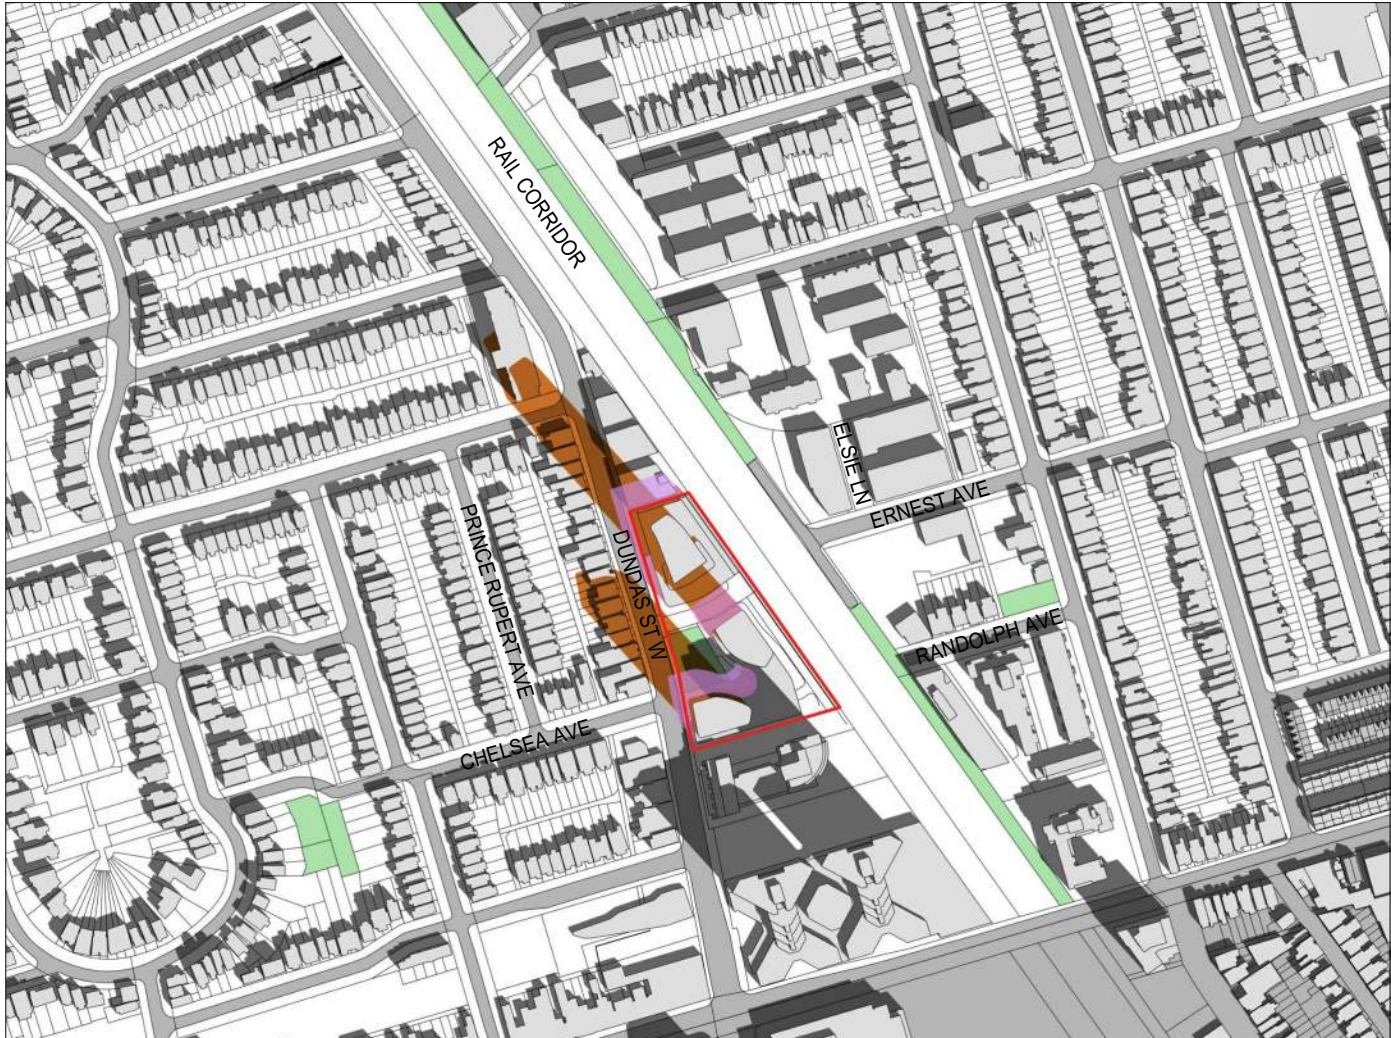 RAIL CORRIDOR
ELSIE LN
ERNEST AVE
PRINCE RUPERT AVE
DUNDAS ST W
RANDOLPH AVE
CHELSEA AVE